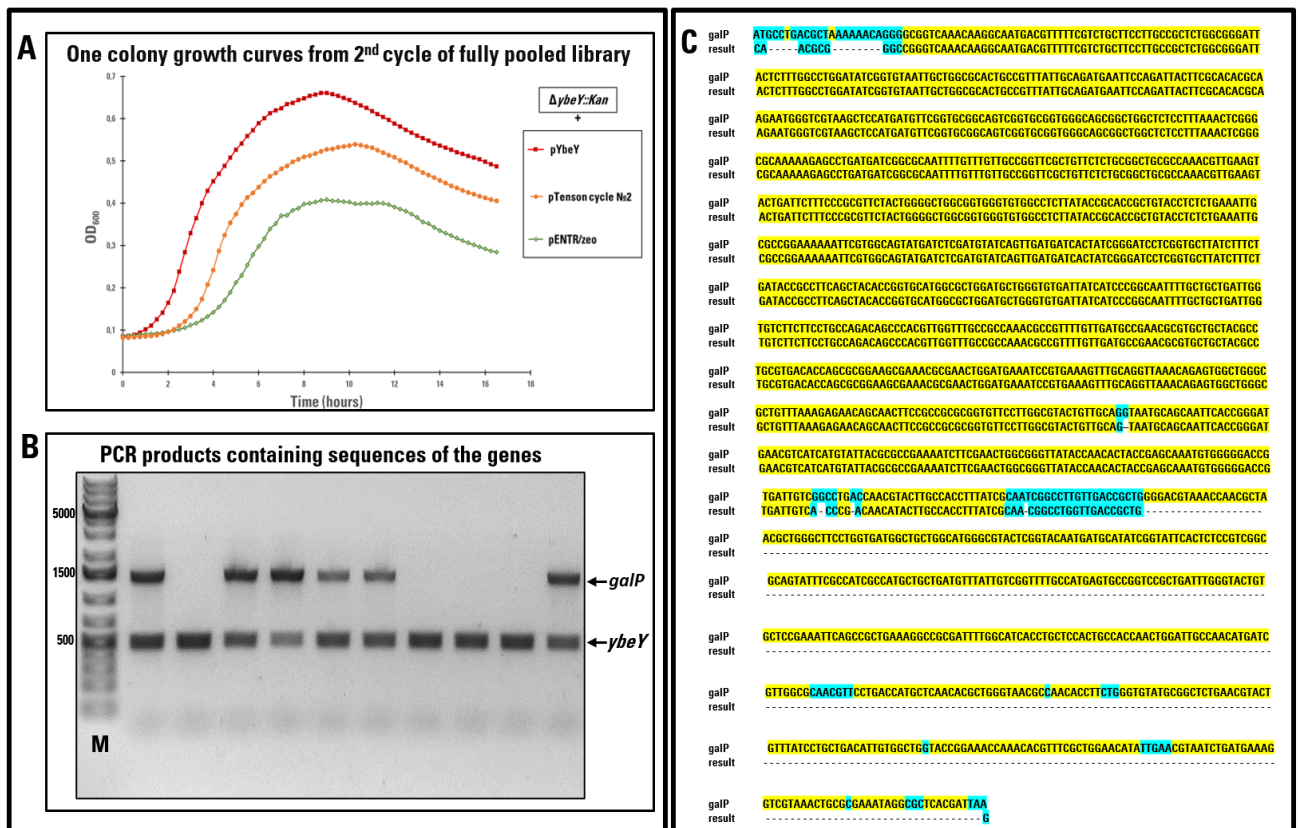 A
One colony growth curves from 2nd cycle of fully pooled library
0,7
0,6
0,5
0,4
0,3
0,2
0,1
0
OD600
0 2 4 6 8 10 12 14 16 18
Time (hours)
ΔybeY::Kan
+
pYbeY
pTenson cycle №2
pENTR/zeo
B
PCR products containing sequences of the genes
5000
1500
500
M
galP
ybeY
C
galP ATGCCTGACGCTAAAAAACAGGGGCGGTCAAACAAGGCAATGACGTTTTTCGTCTGCTTCCTTGCCGCTCTGGCGGGATT
result CA-----ACGCG--------GGCCGGGTCAAACAAGGCAATGACGTTTTTCGTCTGCTTCCTTGCCGCTCTGGCGGGATT
galP ACTCTTTGGCCTGGATATCGGTGTAATTGCTGGCGCACTGCCGTTTATTGCAGATGAATTCCAGATTACTTCGCACACGCA
result ACTCTTTGGCCTGGATATCGGTGTAATTGCTGGCGCACTGCCGTTTATTGCAGATGAATTCCAGATTACTTCGCACACGCA
galP AGAATGGGTCGTAAGCTCCATGATGTTCGGTGCGGCAGTCGGTGCGGTGGGCAGCGGCTGGCTCTCCTTTAAACTCGGG
result AGAATGGGTCGTAAGCTCCATGATGTTCGGTGCGGCAGTCGGTGCGGTGGGCAGCGGCTGGCTCTCCTTTAAACTCGGG
galP CGCAAAAAGAGCCTGATGATCGGCGCAATTTTGTTTGTTGCCGGTTCGCTGTTCTCTGCGGCTGCGCCAAACGTTGAAGT
result CGCAAAAAGAGCCTGATGATCGGCGCAATTTTGTTTGTTGCCGGTTCGCTGTTCTCTGCGGCTGCGCCAAACGTTGAAGT
galP ACTGATTCTTTCCCGCGTTCTACTGGGGCTGGCGGTGGGTGTGGCCTCTTATACCGCACCGCTGTACCTCTCTGAAATTG
result ACTGATTCTTTCCCGCGTTCTACTGGGGCTGGCGGTGGGTGTGGCCTCTTATACCGCACCGCTGTACCTCTCTGAAATTG
galP CGCCGGAAAAAATTCGTGGCAGTATGATCTCGATGTATCAGTTGATGATCACTATCGGGATCCTCGGTGCTTATCTTTCT
result CGCCGGAAAAAATTCGTGGCAGTATGATCTCGATGTATCAGTTGATGATCACTATCGGGATCCTCGGTGCTTATCTTTCT
galP GATACCGCCTTCAGCTACACCGGTGCATGGCGCTGGATGCTGGGTGTGATTATCATCCCGGCAATTTTGCTGCTGATTGG
result GATACCGCCTTCAGCTACACCGGTGCATGGCGCTGGATGCTGGGTGTGATTATCATCCCGGCAATTTTGCTGCTGATTGG
galP TGTCTTCTTCCTGCCAGACAGCCCACGTTGGTTTGCCGCCAAACGCCGTTTTGTTGATGCCGAACGCGTGCTGCTACGCC
result TGTCTTCTTCCTGCCAGACAGCCCACGTTGGTTTGCCGCCAAACGCCGTTTTGTTGATGCCGAACGCGTGCTGCTACGCC
galP TGCGTGACACCAGCGCGGAAGCGAAACGCGAACTGGATGAAATCCGTGAAAGTTTGCAGGTTAAACAGAGTGGCTGGGC
result TGCGTGACACCAGCGCGGAAGCGAAACGCGAACTGGATGAAATCCGTGAAAGTTTGCAGGTTAAACAGAGTGGCTGGGC
galP GCTGTTTAAAGAGAACAGCAACTTCCGCCGCGCGGTGTTCCTTGGCGTACTGTTGCAGGTAATGCAGCAATTCACCGGGAT
result GCTGTTTAAAGAGAACAGCAACTTCCGCCGCGCGGTGTTCCTTGGCGTACTGTTGCAG-TAATGCAGCAATTCACCGGGAT
galP GAACGTCATCATGTATTACGCGCCGAAAATCTTCGAACTGGCGGGTTATACCAACACTACCGAGCAAATGTGGGGGACCG
result GAACGTCATCATGTATTACGCGCCGAAAATCTTCGAACTGGCGGGTTATACCAACACTACCGAGCAAATGTGGGGGACCG
galP TGATTGTCGGCCTGACCAACGTACTTGCCACCTTTATCGCAATCGGCCTTGTTGACCGCTGGGGACGTAAACCAACGCTA
result TGATTGTCA-CCCG-ACAACATACTTGCCACCTTTATCGCAA-CGGCCTGGTTGACCGCTG-------------------
galP ACGCTGGGCTTCCTGGTGATGGCTGCTGGCATGGGCGTACTCGGTACAATGATGCATATCGGTATTCACTCTCCGTCGGC
result --------------------------------------------------------------------------------
galP GCAGTATTTCGCCATCGCCATGCTGCTGATGTTTATTGTCGGTTTTGCCATGAGTGCCGGTCCGCTGATTTGGGTACTGT
result --------------------------------------------------------------------------------
galP GCTCCGAAATTCAGCCGCTGAAAGGCCGCGATTTTGGCATCACCTGCTCCACTGCCACCAACTGGATTGCCAACATGATC
result --------------------------------------------------------------------------------
galP GTTGGCGCAACGTTCCTGACCATGCTCAACACGCTGGGTAACGCCAACACCTTCTGGGTGTATGCGGCTCTGAACGTACT
result --------------------------------------------------------------------------------
galP GTTTATCCTGCTGACATTGTGGCTGGTACCGGAAACCAAACACGTTTCGCTGGAACATATTGAACGTAATCTGATGAAAG
result --------------------------------------------------------------------------------
galP GTCGTAAACTGCGCGAAATAGGCGCTCACGATTAA
result ----------------------------------G